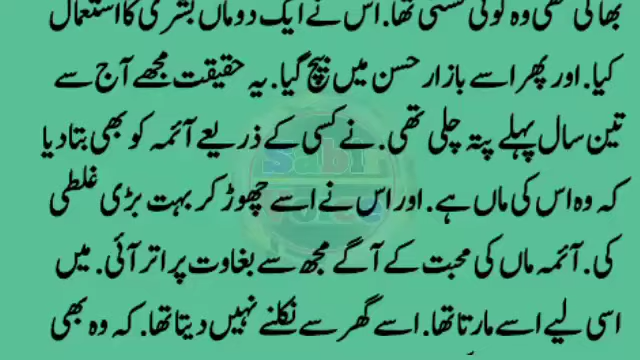 بھاگی تھی وہ کوئی نشئی تھا. اس نے ایک دو ماں بشری کا استعمال
کیا. اور پھر اسے بازار حسن میں بیچ گیا. یہ حقیقت مجھے آج سے
تین سال پہلے پتہ چلی تھی. نے کسی کے ذریعے آئمہ کو بھی بتا دیا
کہ وہ اس کی ماں ہے. اور اس نے اسے چھوڑ کر بہت بڑی غلطی
کی. آئمہ ماں کی محبت کے آگے مجھ سے بغاوت پر اتر آئی. میں
اسی لیے اسے مارتا تھا. اسے گھر سے نکلنے نہیں دیتا تھا. کہ وہ بھی